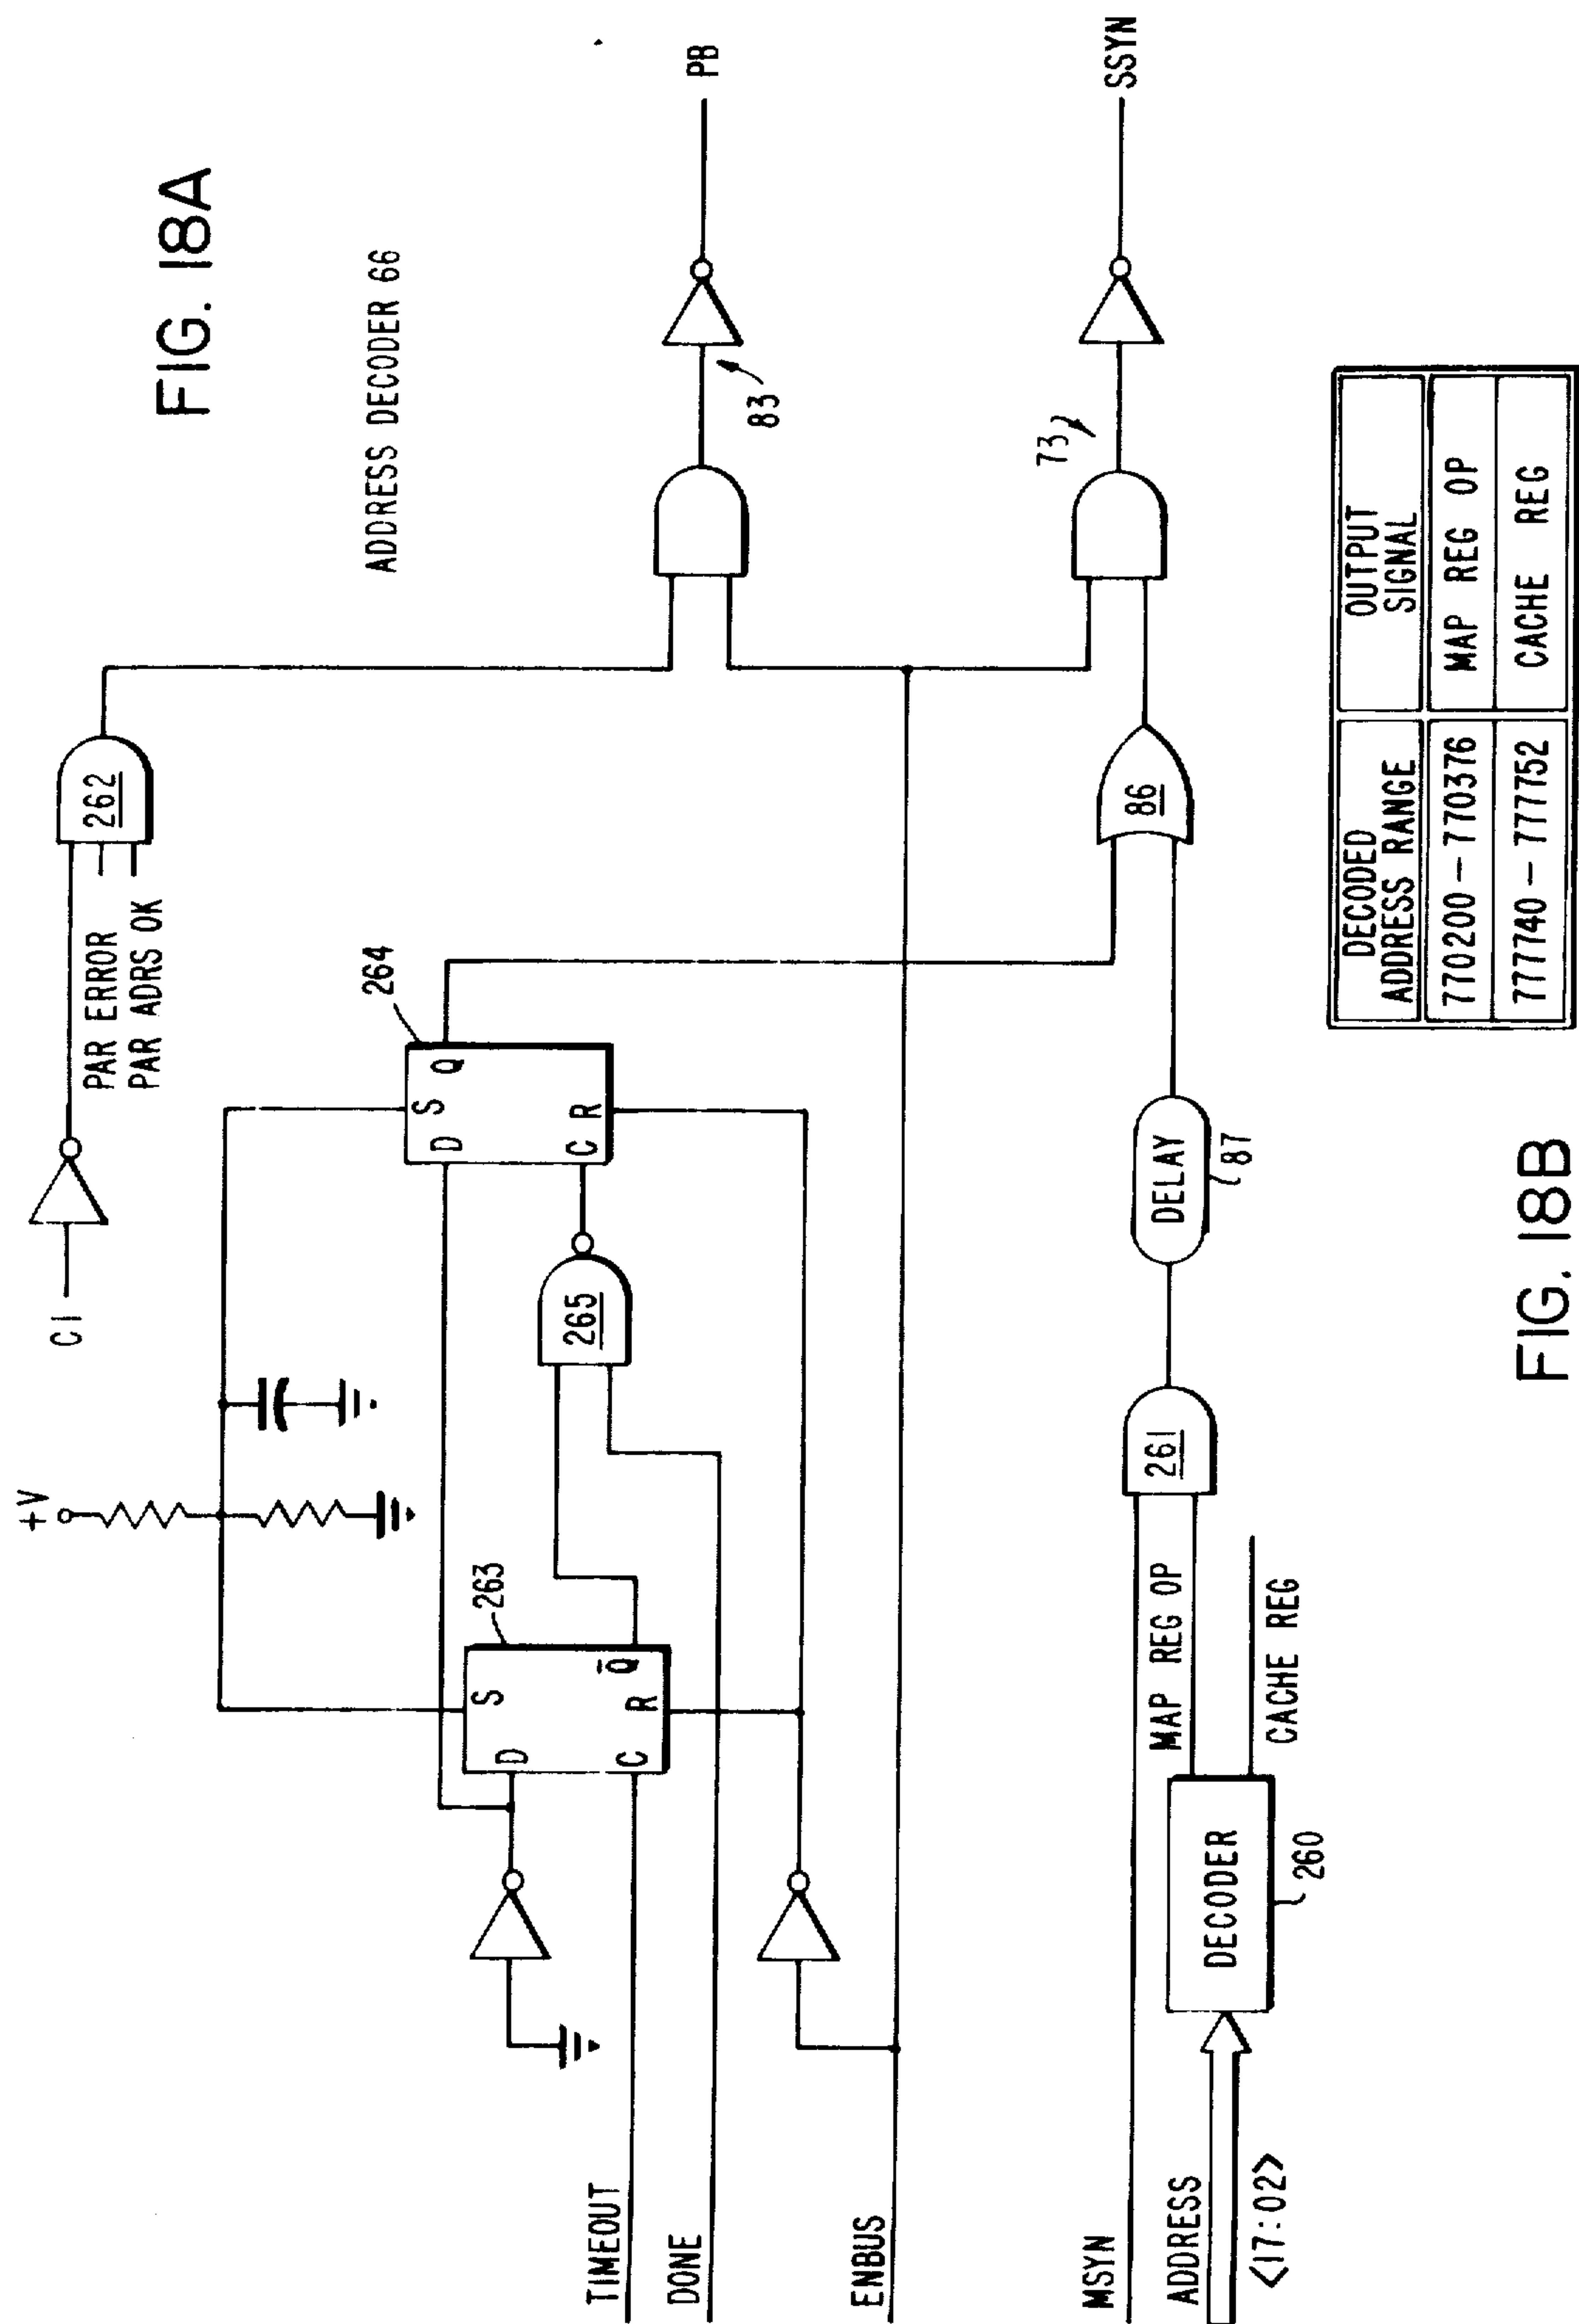 FIG. 18A
ADDRESS DECODER 66
C1
PAR ERROR
PAR ADRS OK
262
+V
PB
83
263
S
D
Q̅
C
R
264
S
D
Q
C
R
265
TIMEOUT
DONE
ENBUS
MSYN
ADDRESS
<17:02>
DECODER
260
MAP REG OP
CACHE REG
261
DELAY
87
86
73
SSYN
FIG. 18B
DECODED ADDRESS RANGE
OUTPUT SIGNAL
770200 – 770376
MAP REG OP
777740 – 777752
CACHE REG